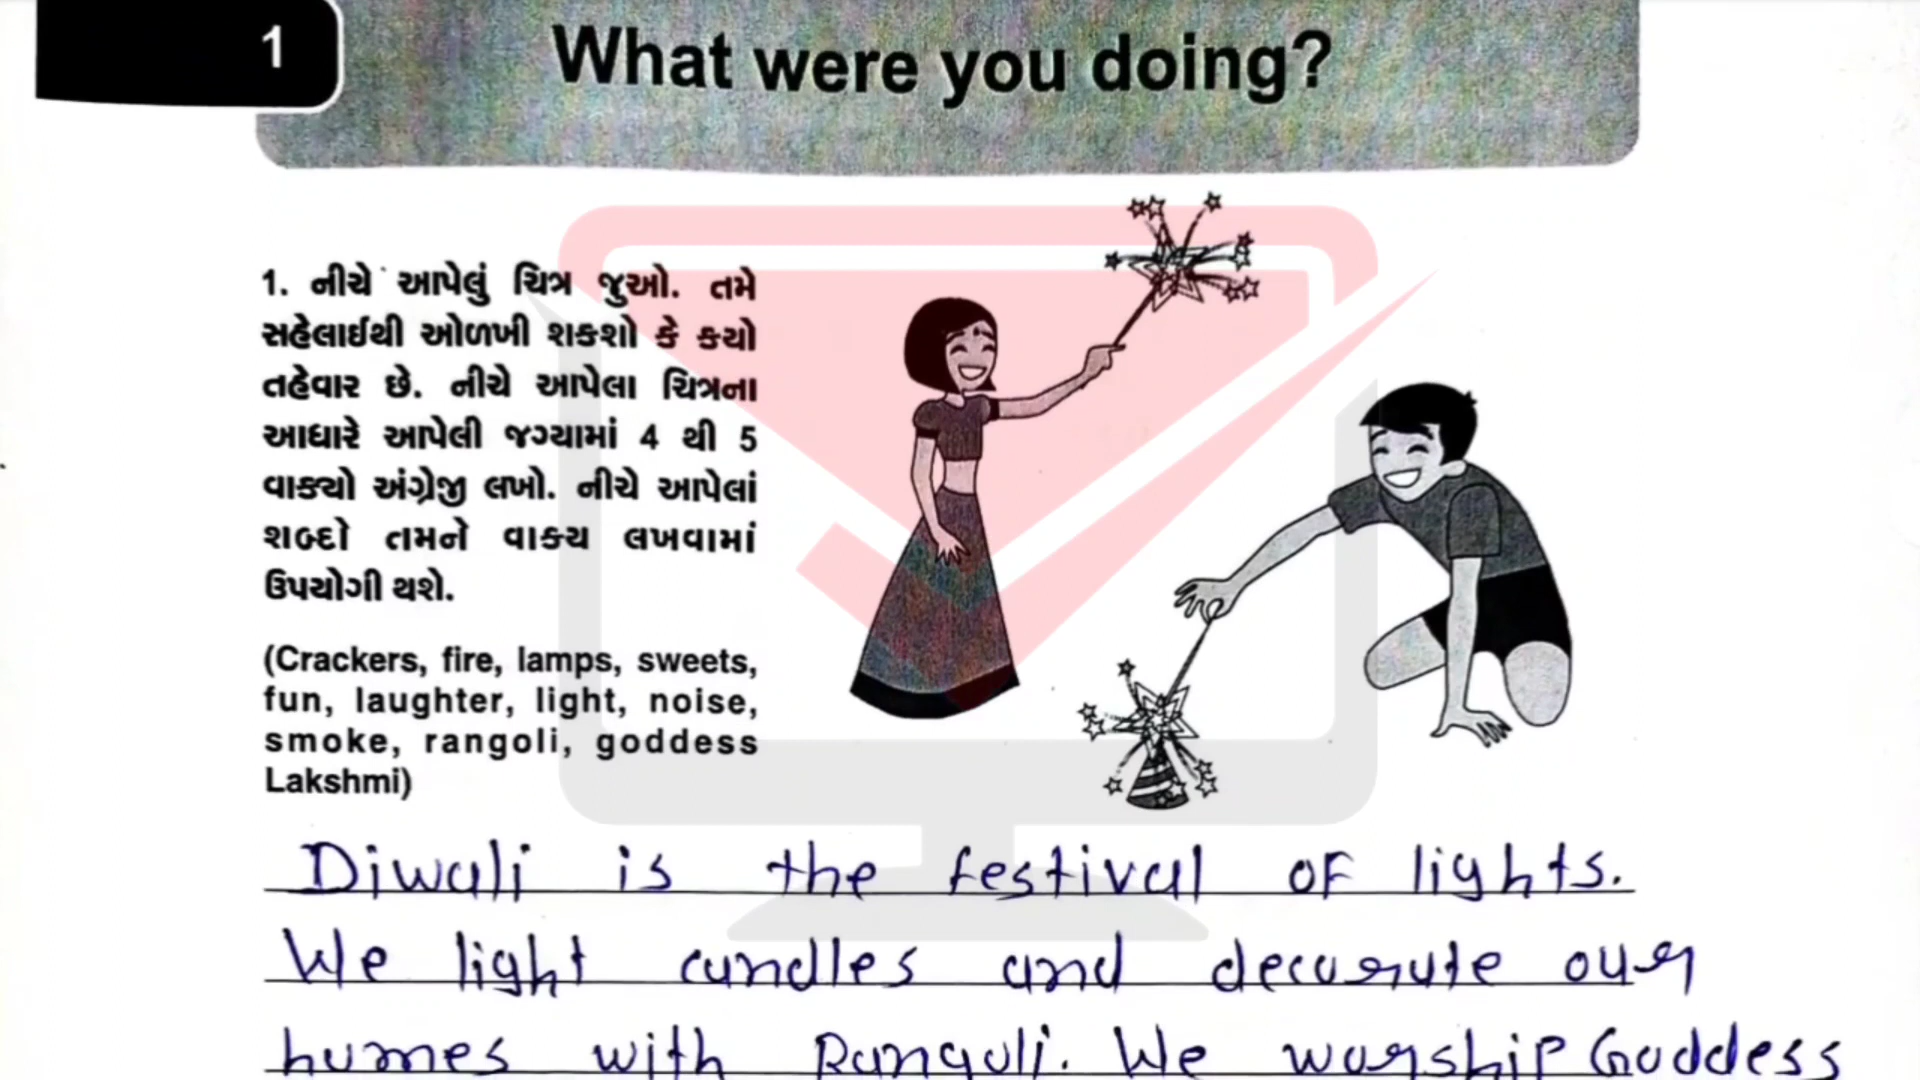 1
What were you doing?
1. નીચે આપેલું ચિત્ર જુઓ. તમે
સહેલાઈથી ઓળખી શકશો કે કયો
તહેવાર છે. નીચે આપેલા ચિત્રના
આધારે આપેલી જગ્યામાં 4 થી 5
વાક્યો અંગ્રેજી લખો. નીચે આપેલાં
શબ્દો તમને વાક્ય લખવામાં
ઉપયોગી થશે.
(Crackers, fire, lamps, sweets,
fun, laughter, light, noise,
smoke, rangoli, goddess
Lakshmi)
Diwali is the festival of lights.
We light candles and decorate our
homes with Rangoli. We worship Goddess